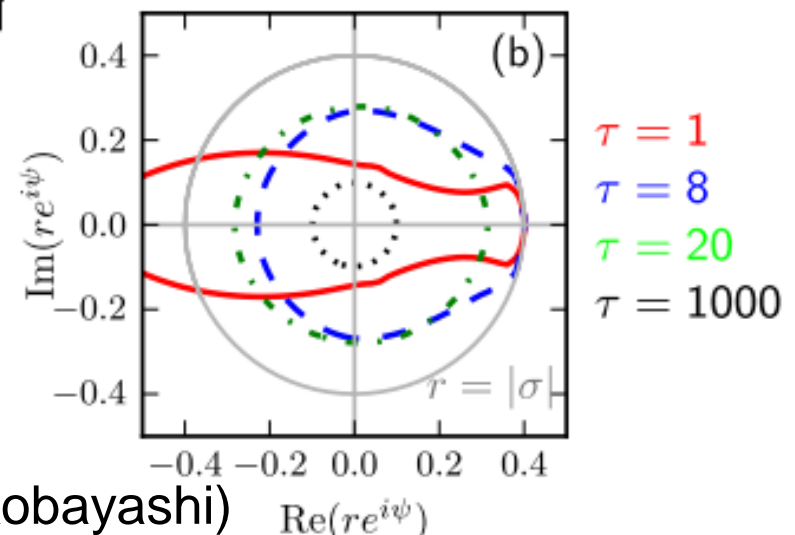 (b)
0.4
0.2
0.0
−0.2
−0.4
Im(re^{iψ})
r = |σ|
−0.4 −0.2 0.0 0.2 0.4
Re(re^{iψ})
τ = 1
τ = 8
τ = 20
τ = 1000
obayashi)